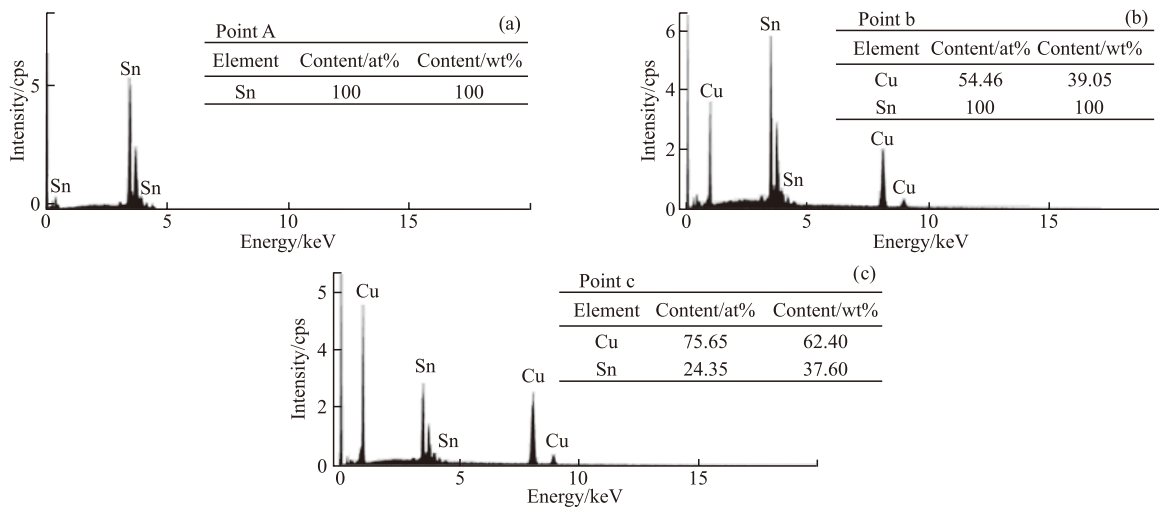 Point A (a)
Element Content/at% Content/wt%
Sn 100 100
Sn
Sn
Sn
5
0
0 5 10 15
Energy/keV
Intensity/cps
Point b (b)
Element Content/at% Content/wt%
Cu 54.46 39.05
Sn 100 100
Sn
Cu
Sn
Cu
Cu
6
4
2
0
0 5 10 15
Energy/keV
Intensity/cps
Point c (c)
Element Content/at% Content/wt%
Cu 75.65 62.40
Sn 24.35 37.60
Cu
Sn
Sn
Cu
Cu
5
4
2
0
0 5 10 15
Energy/keV
Intensity/cps